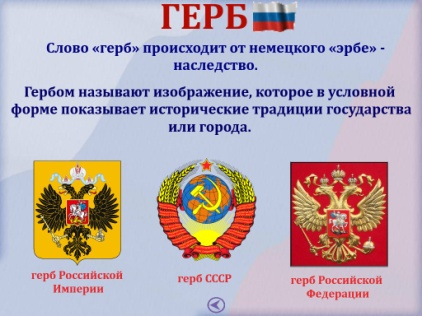 ГЕРБ
Слово «герб» происходит от немецкого «эрбе» -
наследство.
Гербом называют изображение, которое в условной
форме показывает исторические традиции государства
или города.
герб Российской
Империи
герб СССР
герб Российской
Федерации